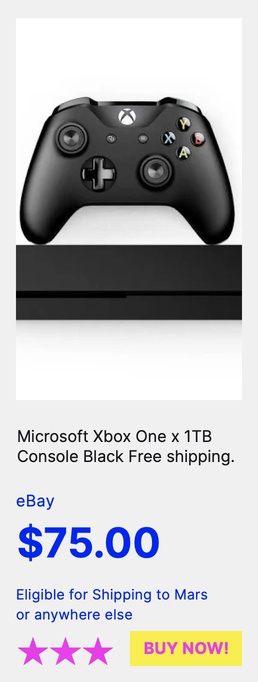 Y
X
B
A
Microsoft Xbox One x 1TB
Console Black Free shipping.
eBay
$75.00
Eligible for Shipping to Mars
or anywhere else
BUY NOW!